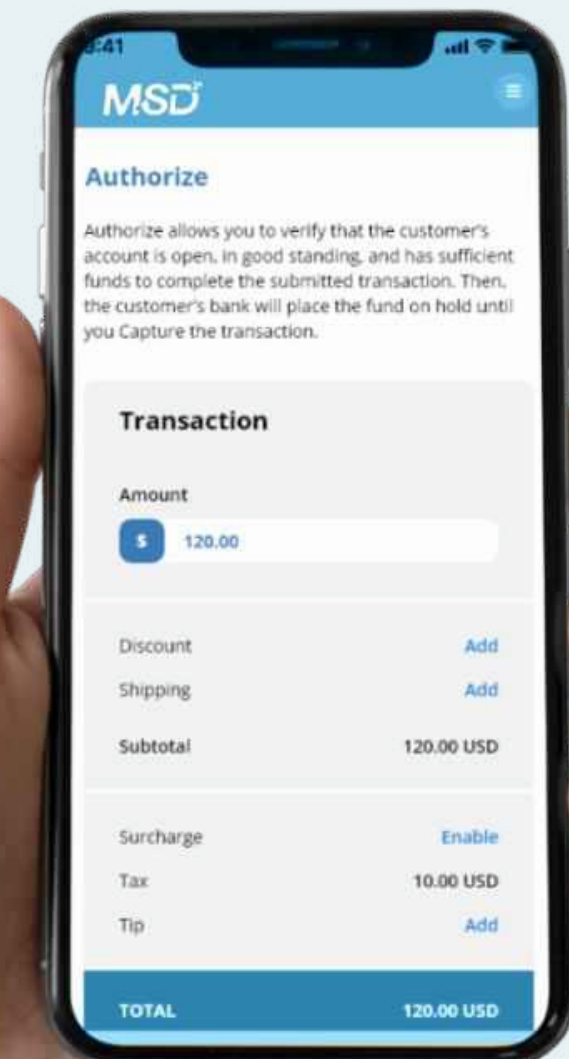 9:41
MSD
Authorize
Authorize allows you to verify that the customer's
account is open, in good standing, and has sufficient
funds to complete the submitted transaction. Then,
the customer's bank will place the fund on hold until
you Capture the transaction.
Transaction
Amount
$ 120.00
Discount Add
Shipping Add
Subtotal 120.00 USD
Surcharge Enable
Tax 10.00 USD
Tip Add
TOTAL 120.00 USD